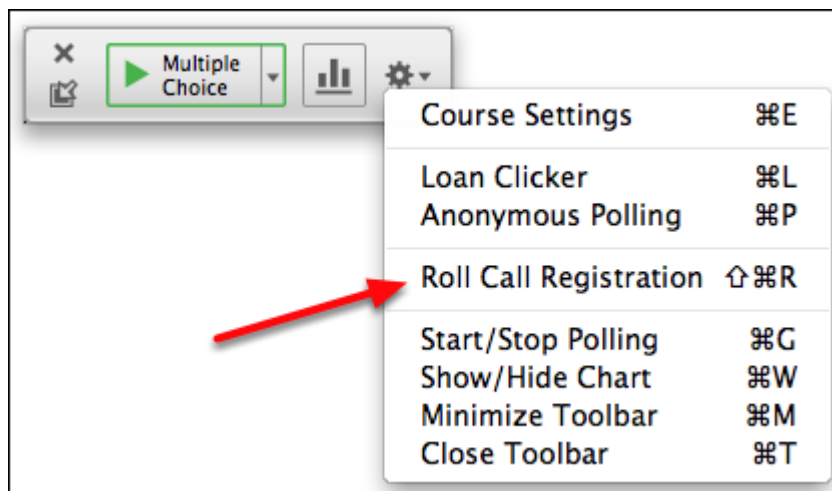 Multiple
Choice
Course Settings ⌘E
Loan Clicker ⌘L
Anonymous Polling ⌘P
Roll Call Registration ⇧⌘R
Start/Stop Polling ⌘G
Show/Hide Chart ⌘W
Minimize Toolbar ⌘M
Close Toolbar ⌘T